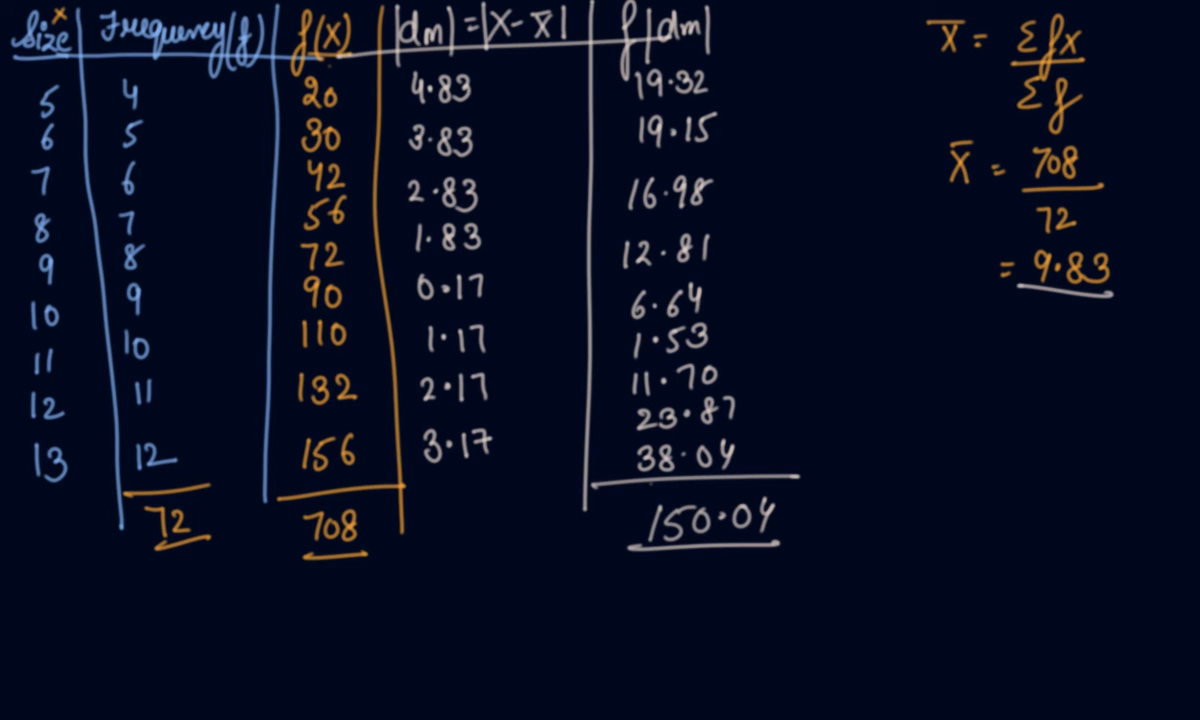 Size x Frequency(f) f(x) |dm| = |X - X̅| f|dm|
5 4 20 4.83 19.32
6 5 30 3.83 19.15
7 6 42 2.83 16.98
8 7 56 1.83 12.81
9 8 72 0.17 6.64
10 9 90 1.17 1.53
11 10 110 2.17 11.70
12 11 132 3.17 23.87
13 12 156 38.04
72 708 150.04
X̅ = Σfx
Σf
X̅ = 708
72
= 9.83